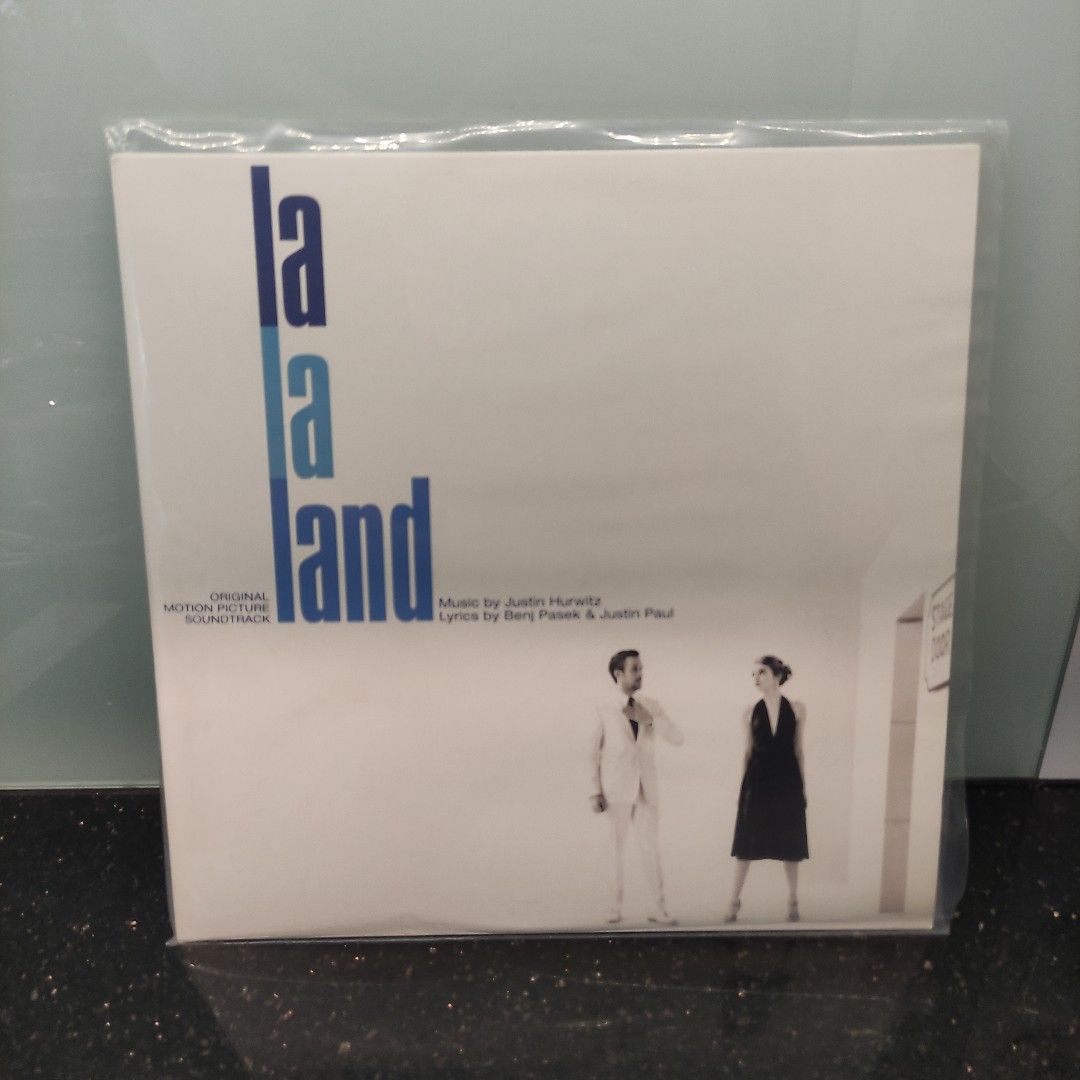 la
la
land
ORIGINAL
MOTION PICTURE
SOUNDTRACK
Music by Justin Hurwitz
Lyrics by Benj Pasek & Justin Paul
STAGE
DOOR